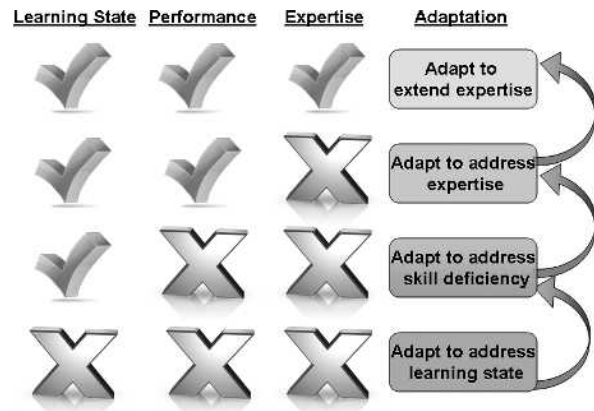 Learning State Performance Expertise Adaptation
Adapt to
extend expertise
Adapt to address
expertise
Adapt to address
skill deficiency
Adapt to address
learning state